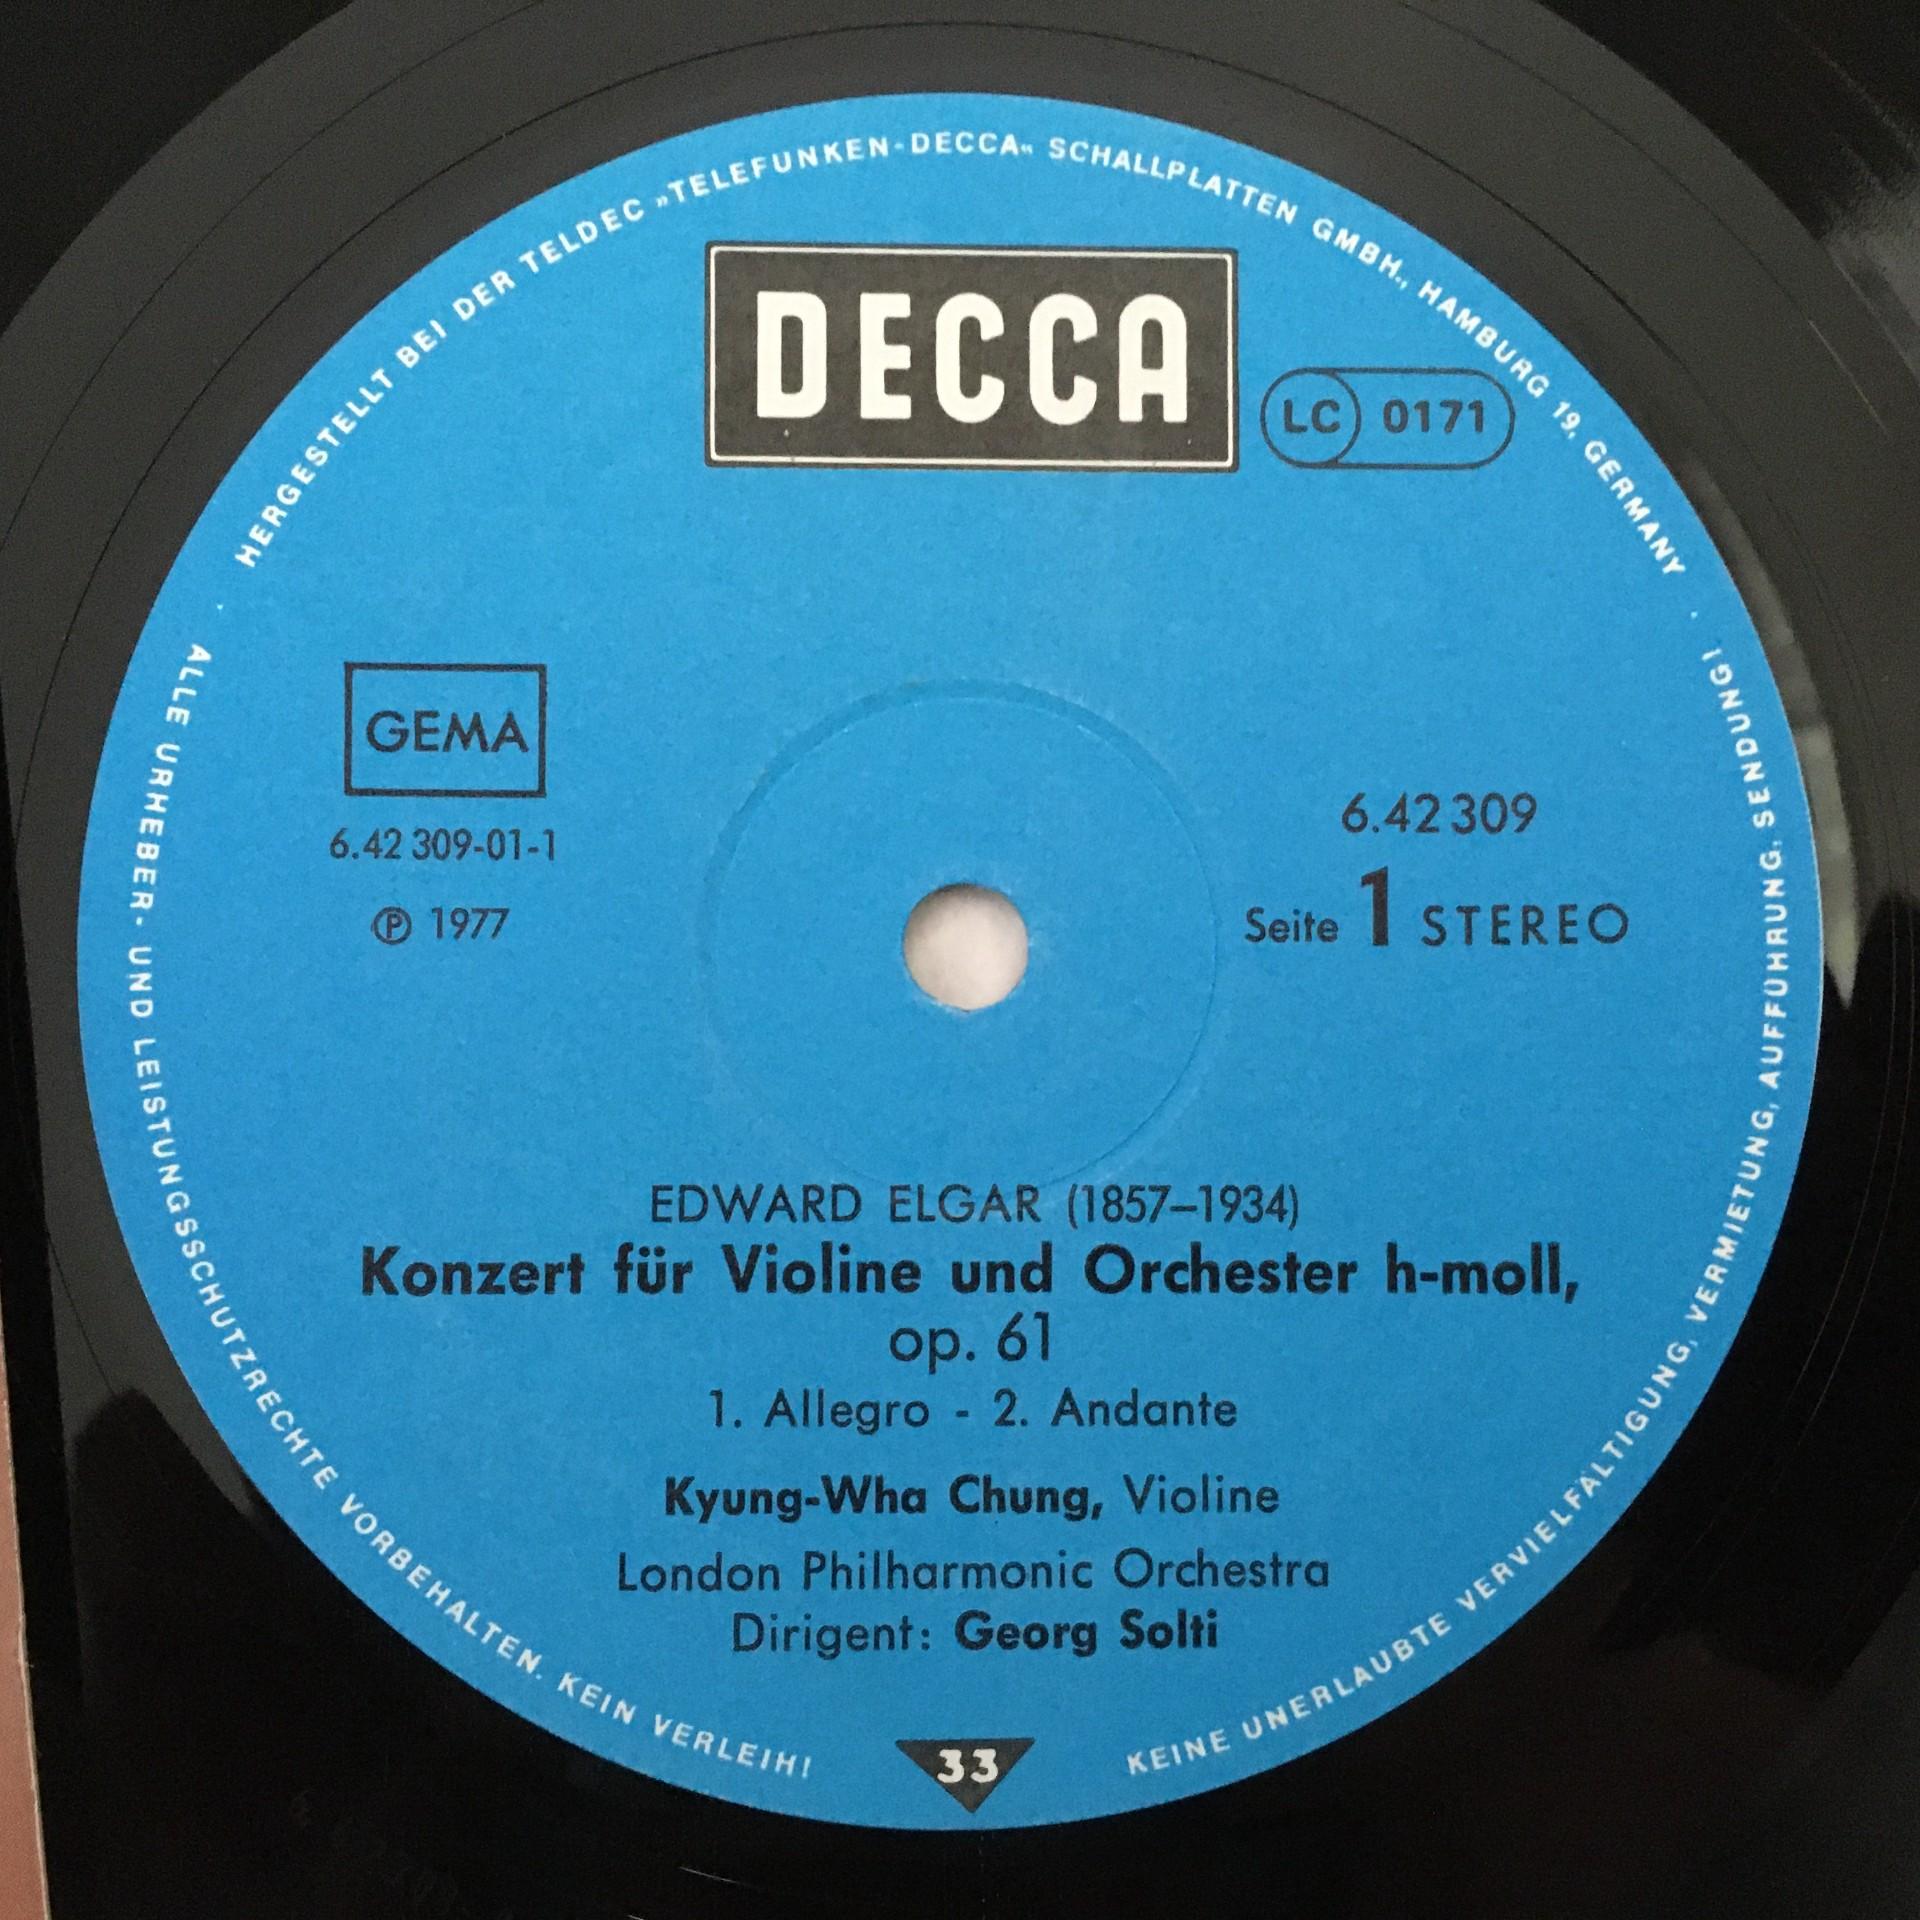 HERGESTELLT BEI DER TELDEC »TELEFUNKEN-DECCA« SCHALLPLATTEN GMBH., HAMBURG 19, GERMANY
DECCA
LC 0171
GEMA
6.42 309-01-1
℗ 1977
6.42 309
Seite 1 STEREO
EDWARD ELGAR (1857–1934)
Konzert für Violine und Orchester h-moll,
op. 61
1. Allegro - 2. Andante
Kyung-Wha Chung, Violine
London Philharmonic Orchestra
Dirigent: Georg Solti
33
ALLE URHEBER- UND LEISTUNGSSCHUTZRECHTE VORBEHALTEN. KEIN VERLEIH!
KEINE UNERLAUBTE VERVIELFÄLTIGUNG, VERMIETUNG, AUFFÜHRUNG, SENDUNG!